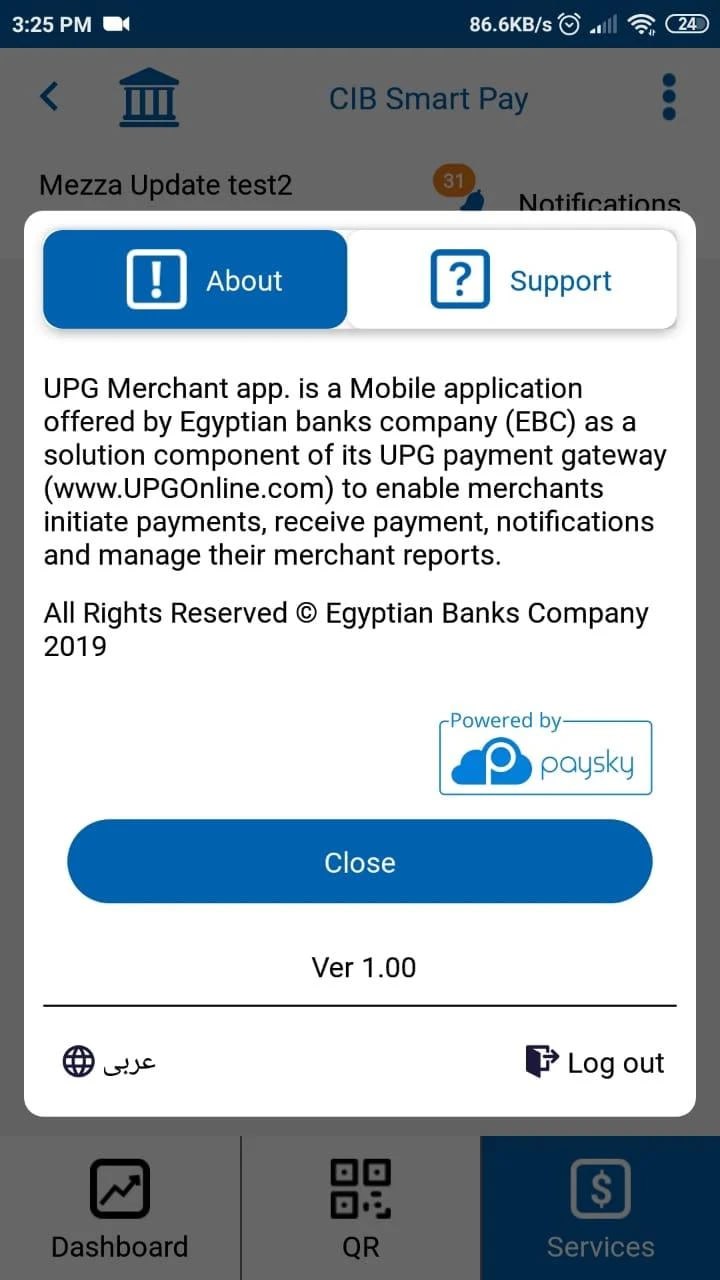 3:25 PM 86.6KB/s 24
CIB Smart Pay
Mezza Update test2 31 Notifications
! About ? Support
UPG Merchant app. is a Mobile application
offered by Egyptian banks company (EBC) as a
solution component of its UPG payment gateway
(www.UPGOnline.com) to enable merchants
initiate payments, receive payment, notifications
and manage their merchant reports.
All Rights Reserved © Egyptian Banks Company
2019
Powered by
paysky
Close
Ver 1.00
عربى Log out
Dashboard QR Services